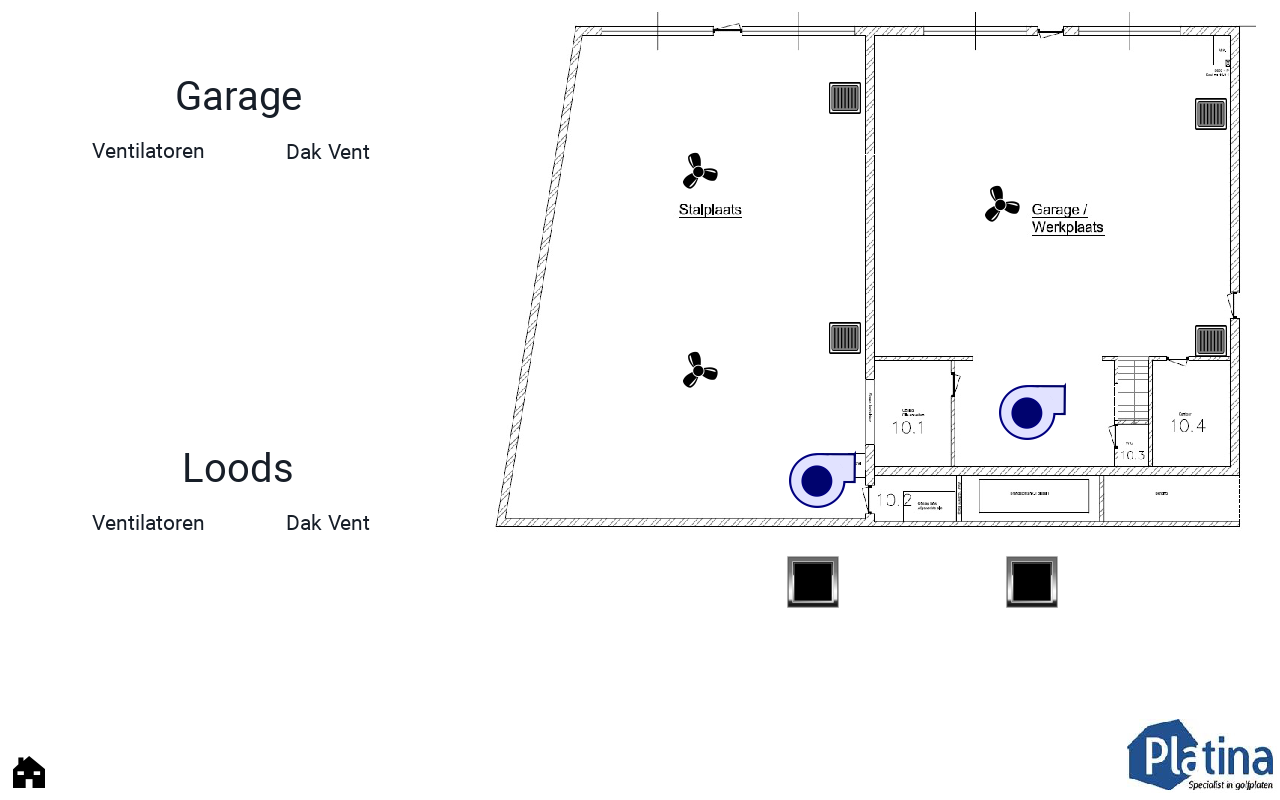 Garage
Ventilatoren
Dak Vent
Stalplaats
Garage /
Werkplaats
10.1
10.4
10.3
10.2
Loods
Ventilatoren
Dak Vent
Platina
Specialist in golfplaten